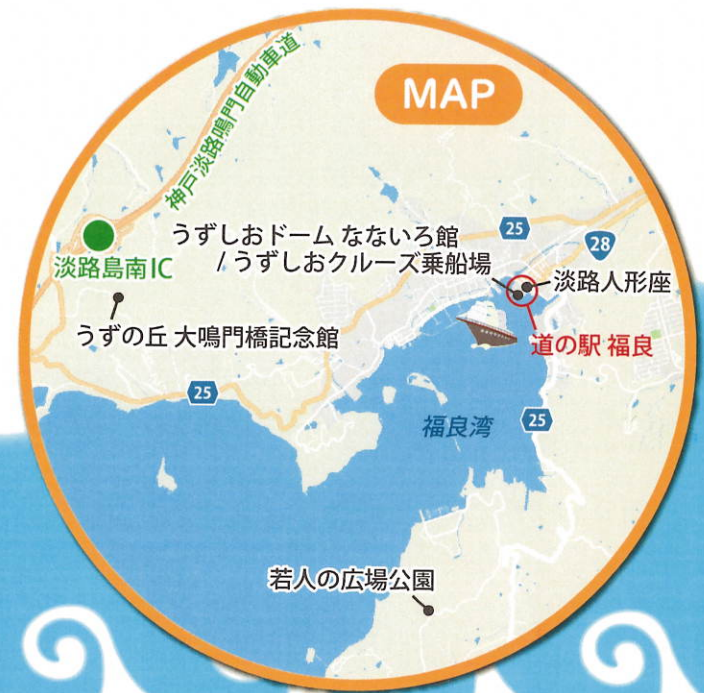 MAP
神戸淡路鳴門自動車道
淡路島南IC
うずしおドーム なないろ館
/ うずしおクルーズ乗船場
25
28
淡路人形座
うずの丘 大鳴門橋記念館
道の駅 福良
25
福良湾
25
若人の広場公園